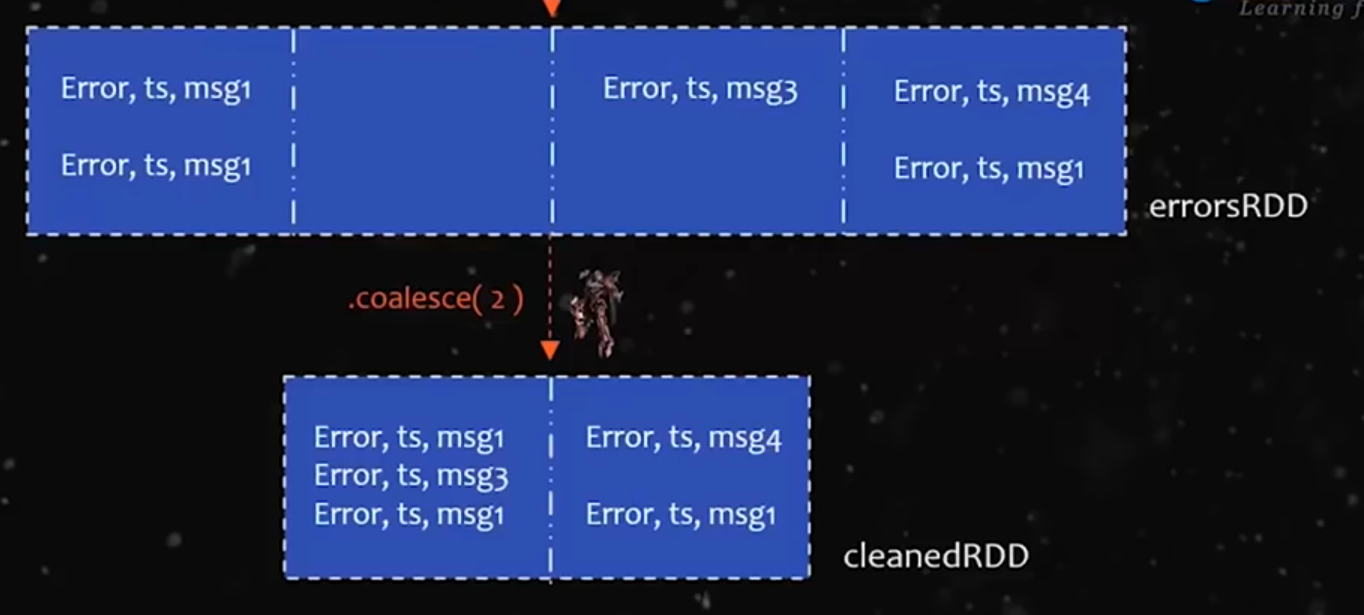 Learning f
Error, ts, msg1
Error, ts, msg3
Error, ts, msg4
Error, ts, msg1
Error, ts, msg1
errorsRDD
.coalesce( 2 )
Error, ts, msg1
Error, ts, msg4
Error, ts, msg3
Error, ts, msg1
Error, ts, msg1
cleanedRDD